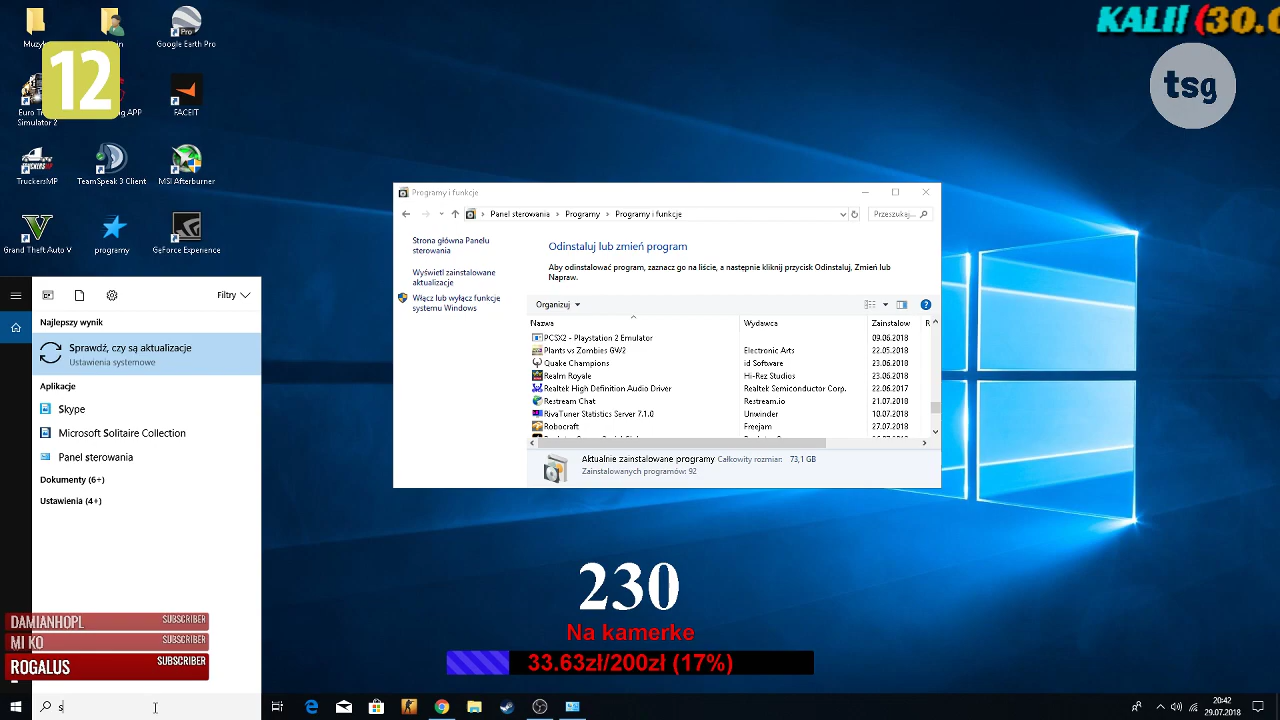 KALI! (30.0
tsg
Muzy
Google Earth Pro
12
Euro Tr
Simulator 2
g APP
FACEIT
TruckersMP
TeamSpeak 3 Client
MSI Afterburner
Grand Theft Auto V
programy
GeForce Experience
Programy i funkcje
Panel sterowania > Programy > Programy i funkcje
Przeszukaj...
Strona główna Panelu
sterowania
Wyświetl zainstalowane
aktualizacje
Włącz lub wyłącz funkcje
systemu Windows
Odinstaluj lub zmień program
Aby odinstalować program, zaznacz go na liście, a następnie kliknij przycisk Odinstaluj, Zmień lub
Napraw.
Organizuj
Nazwa Wydawca Zainstalow R
PCSX2 - Playstation 2 Emulator 09.06.2018
Plants vs Zombies GW2 Electronic Arts 22.05.2018
Quake Champions id Software 23.06.2018
Realm Royale Hi-Rez Studios 23.06.2018
Realtek High Definition Audio Driver Realtek Semiconductor Corp. 22.06.2017
Restream Chat Restream.io 21.07.2018
RivaTuner Statistics Server 7.1.0 Unwinder 10.07.2018
Robocraft Freejam 27.07.2018
Aktualnie zainstalowane programy Całkowity rozmiar: 73,1 GB
Zainstalowanych programów: 92
Filtry
Najlepszy wynik
Sprawdź, czy są aktualizacje
Ustawienia systemowe
Aplikacje
Skype
Microsoft Solitaire Collection
Panel sterowania
Dokumenty (6+)
Ustawienia (4+)
DAMIANHOPL SUBSCRIBER
MI KO SUBSCRIBER
ROGALUS SUBSCRIBER
230
Na kamerke
33.63zł/200zł (17%)
s
20:42
29.07.2018